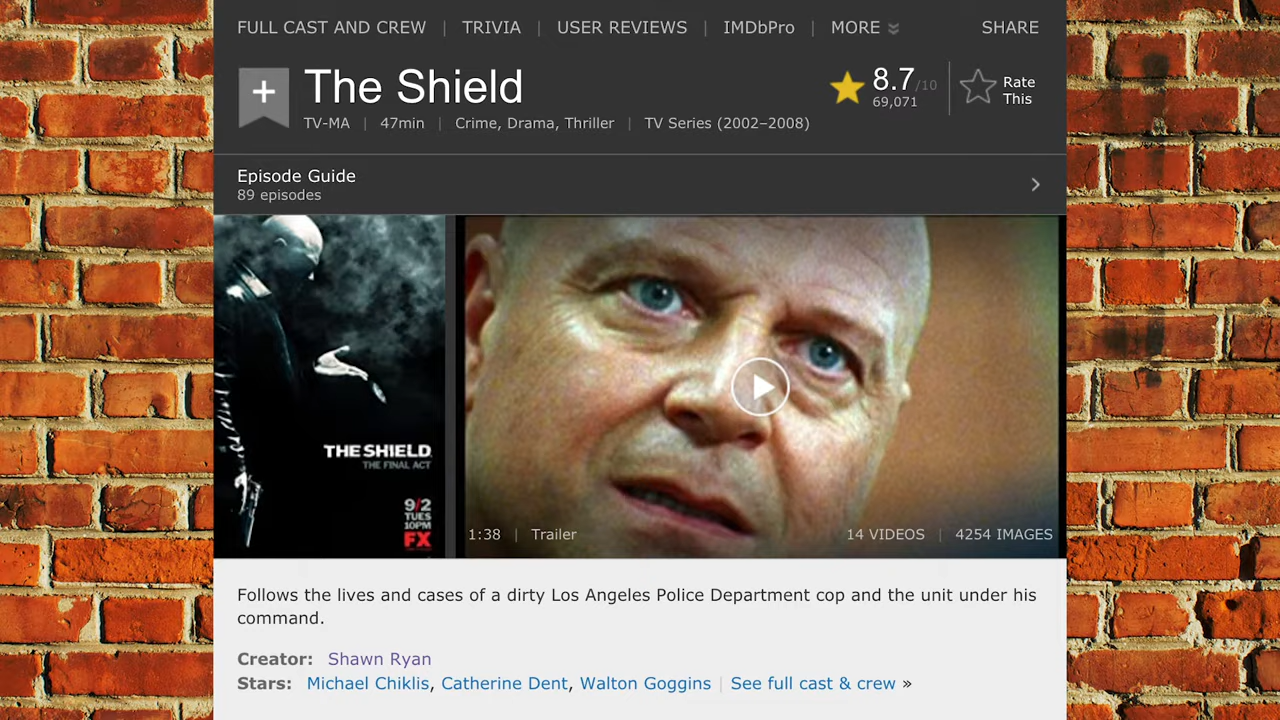 FULL CAST AND CREW | TRIVIA | USER REVIEWS | IMDbPro | MORE SHARE
+ The Shield
8.7/10
69,071
Rate This
TV-MA | 47min | Crime, Drama, Thriller | TV Series (2002–2008)
Episode Guide
89 episodes
THE SHIELD
THE FINAL ACT
9/2
TUES
10PM
FX
1:38 | Trailer 14 VIDEOS | 4254 IMAGES
Follows the lives and cases of a dirty Los Angeles Police Department cop and the unit under his
command.
Creator: Shawn Ryan
Stars: Michael Chiklis, Catherine Dent, Walton Goggins | See full cast & crew »